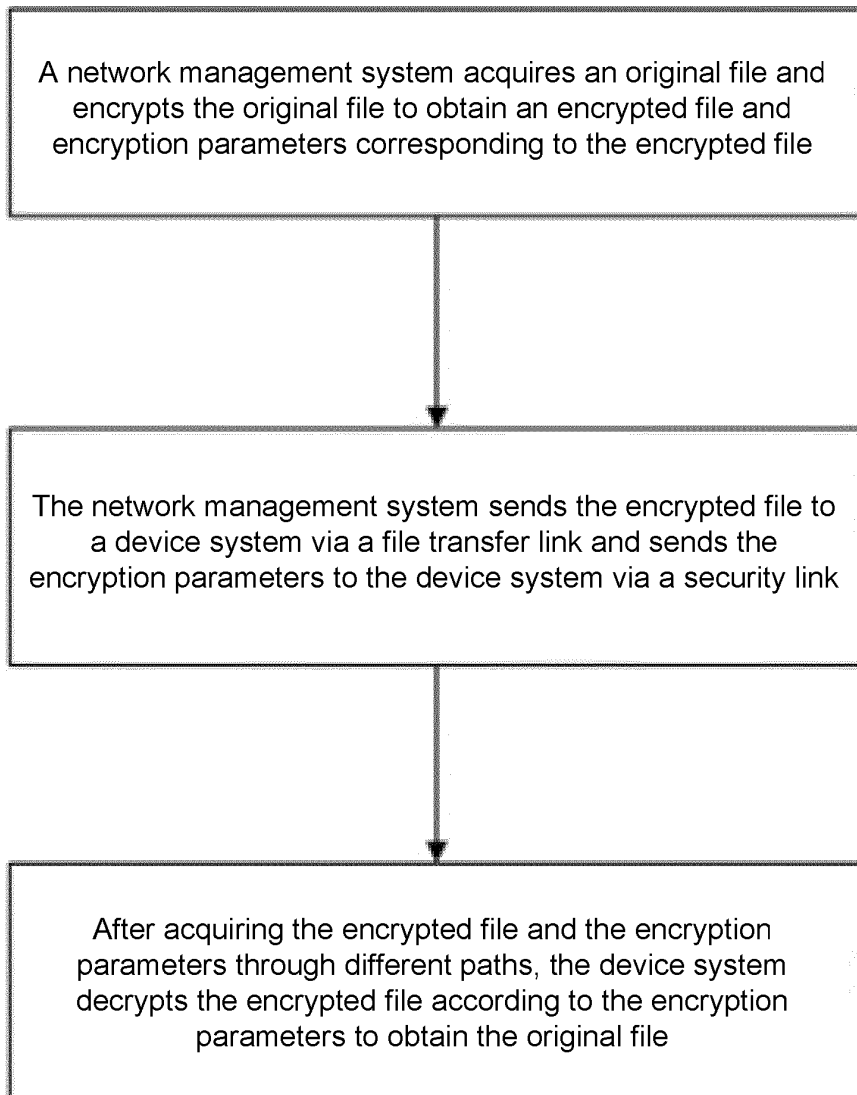 A network management system acquires an original file and
encrypts the original file to obtain an encrypted file and
encryption parameters corresponding to the encrypted file
The network management system sends the encrypted file to
a device system via a file transfer link and sends the
encryption parameters to the device system via a security link
After acquiring the encrypted file and the encryption
parameters through different paths, the device system
decrypts the encrypted file according to the encryption
parameters to obtain the original file